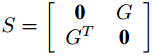 S = [ 0 G
G^T 0 ]